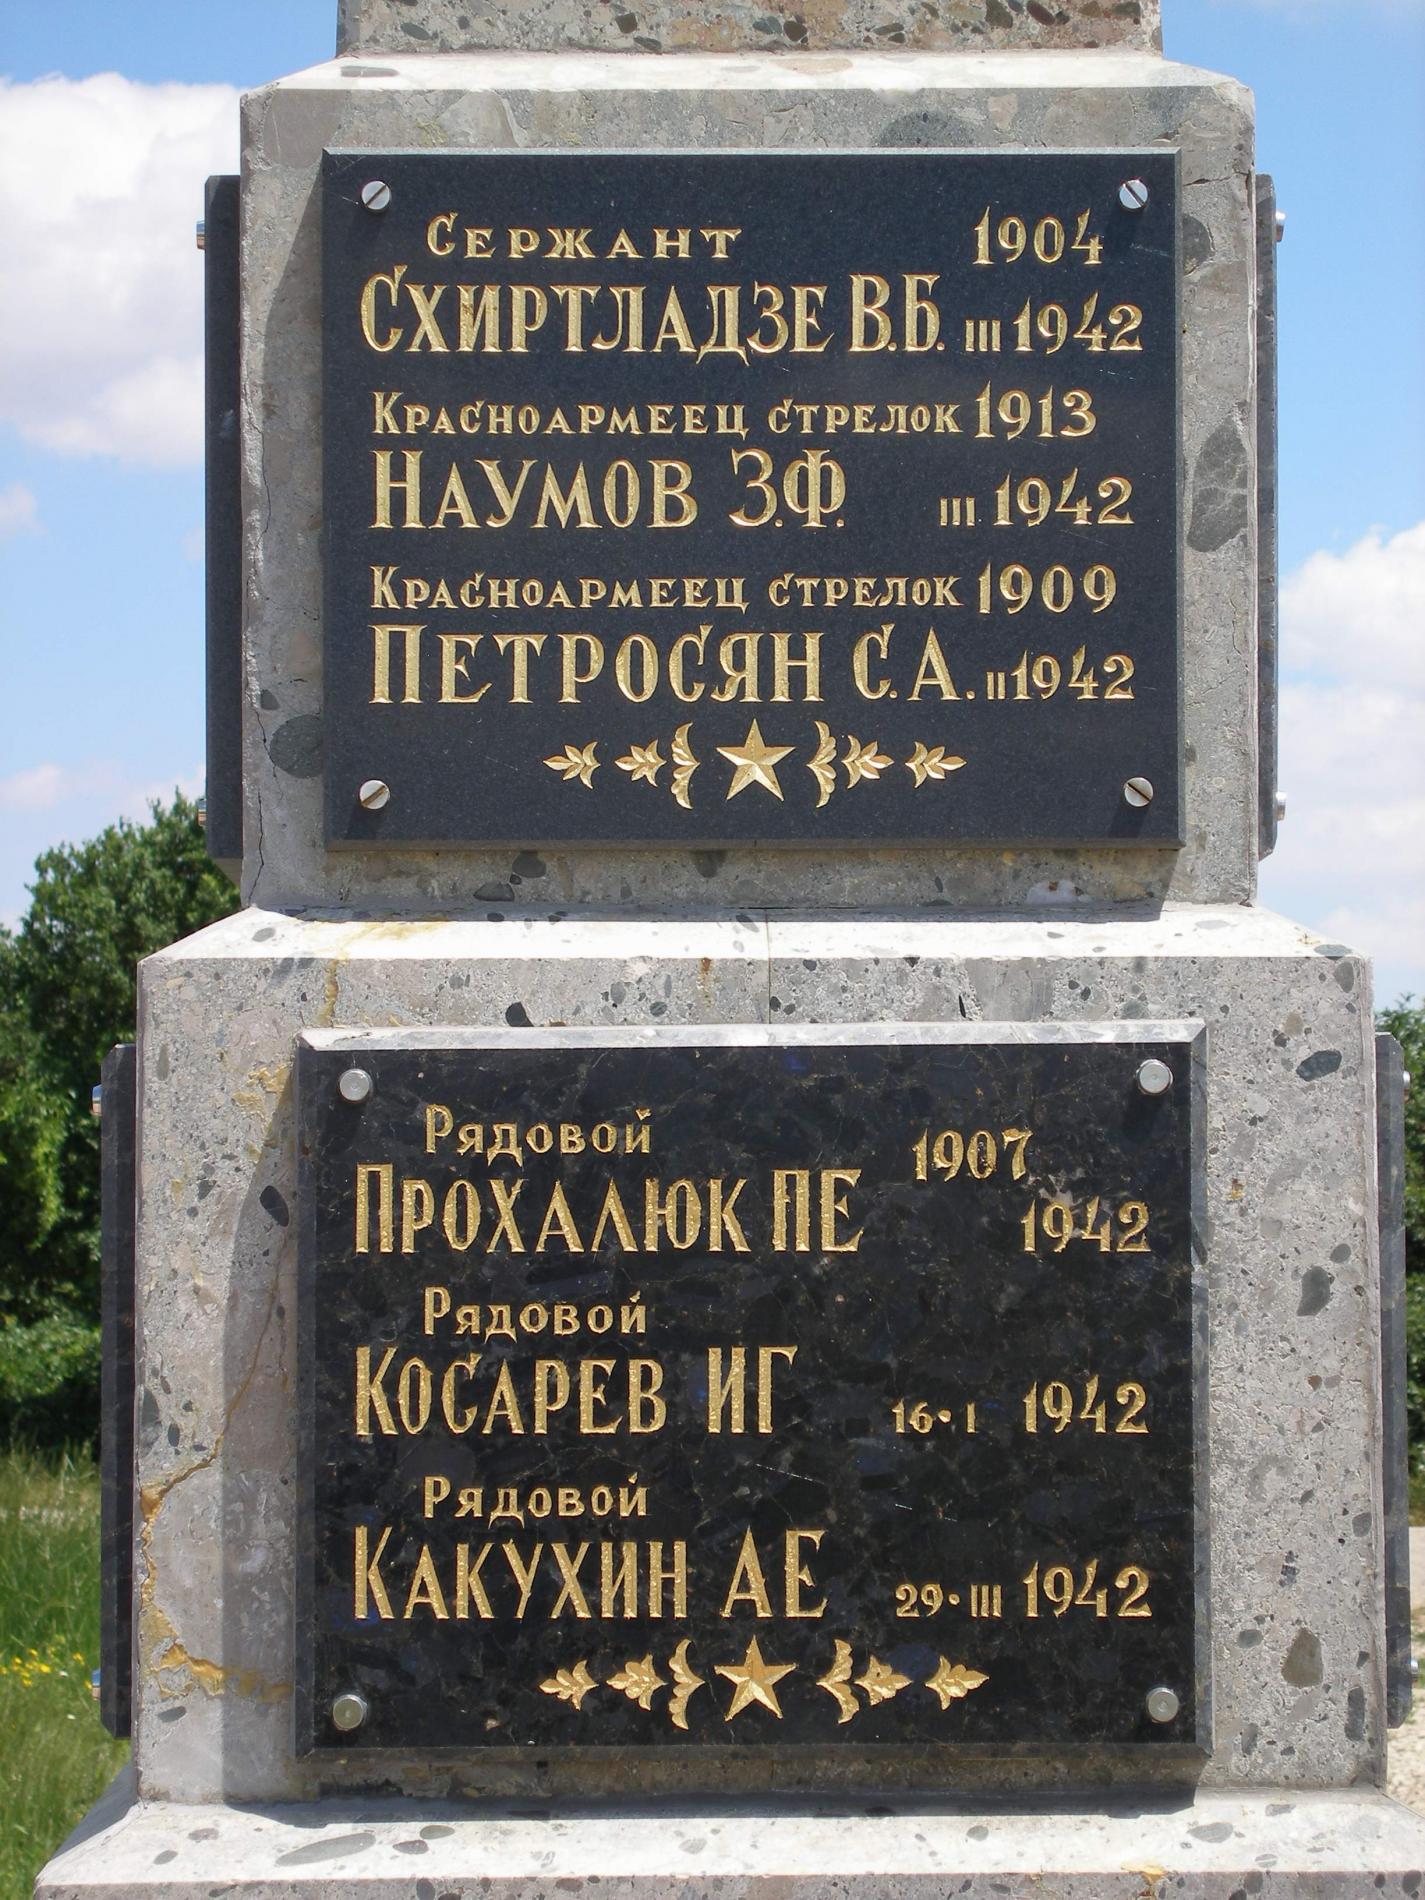 Сержант 1904
Схиртладзе В.Б. III 1942
Красноармеец стрелок 1913
Наумов З.Ф. III 1942
Красноармеец стрелок 1909
Петросян С.А. II 1942
Рядовой 1907
Прохалюк ПЕ 1942
Рядовой
Косарев ИГ 16•I 1942
Рядовой
Какухин АЕ 29•III 1942